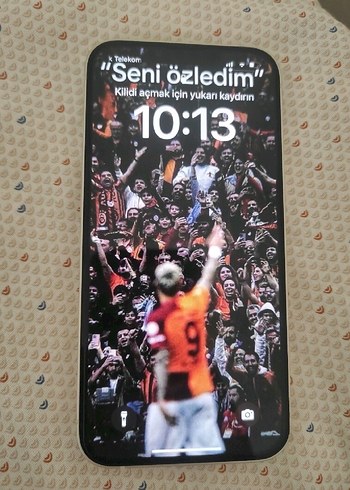 k Telekom
“Seni özledim”
Kilidi açmak için yukarı kaydırın
10:13
9